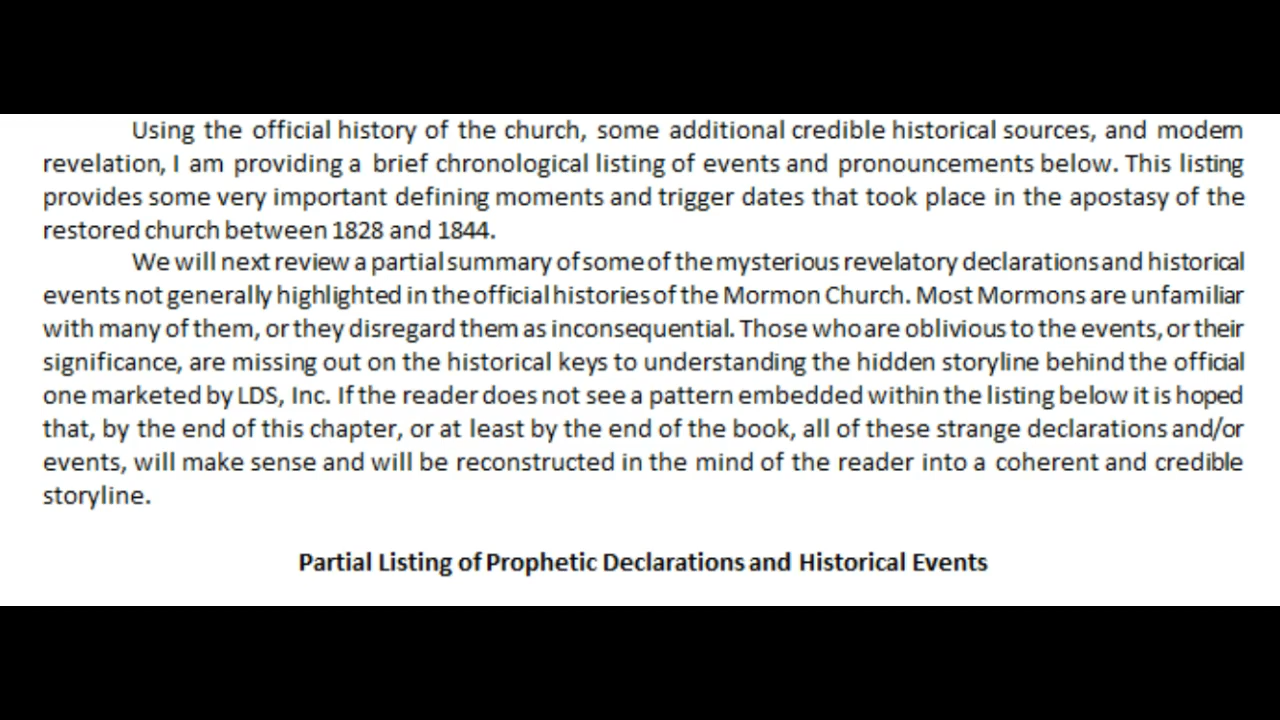 Using the official history of the church, some additional credible historical sources, and modern
revelation, I am providing a brief chronological listing of events and pronouncements below. This listing
provides some very important defining moments and trigger dates that took place in the apostasy of the
restored church between 1828 and 1844.
We will next review a partial summary of some of the mysterious revelatory declarations and historical
events not generally highlighted in the official histories of the Mormon Church. Most Mormons are unfamiliar
with many of them, or they disregard them as inconsequential. Those who are oblivious to the events, or their
significance, are missing out on the historical keys to understanding the hidden storyline behind the official
one marketed by LDS, Inc. If the reader does not see a pattern embedded within the listing below it is hoped
that, by the end of this chapter, or at least by the end of the book, all of these strange declarations and/or
events, will make sense and will be reconstructed in the mind of the reader into a coherent and credible
storyline.
Partial Listing of Prophetic Declarations and Historical Events